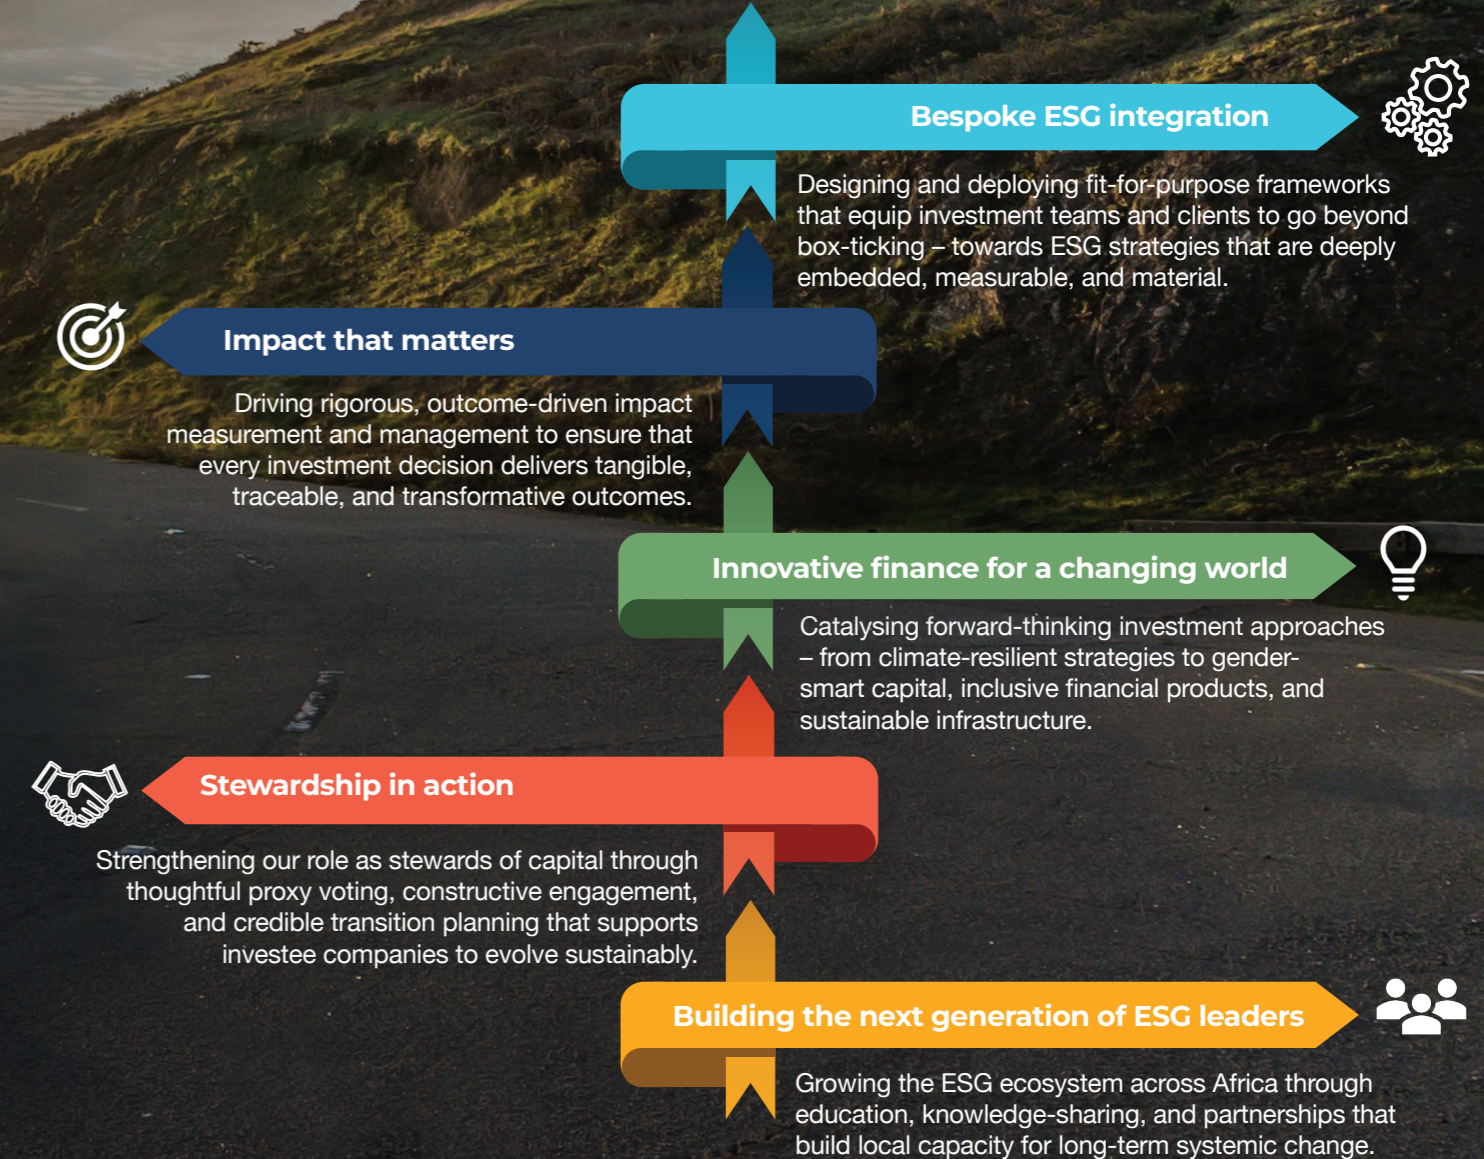 Bespoke ESG integration
Designing and deploying fit-for-purpose frameworks
that equip investment teams and clients to go beyond
box-ticking – towards ESG strategies that are deeply
embedded, measurable, and material.
Impact that matters
Driving rigorous, outcome-driven impact
measurement and management to ensure that
every investment decision delivers tangible,
traceable, and transformative outcomes.
Innovative finance for a changing world
Catalysing forward-thinking investment approaches
– from climate-resilient strategies to gender-
smart capital, inclusive financial products, and
sustainable infrastructure.
Stewardship in action
Strengthening our role as stewards of capital through
thoughtful proxy voting, constructive engagement,
and credible transition planning that supports
investee companies to evolve sustainably.
Building the next generation of ESG leaders
Growing the ESG ecosystem across Africa through
education, knowledge-sharing, and partnerships that
build local capacity for long-term systemic change.